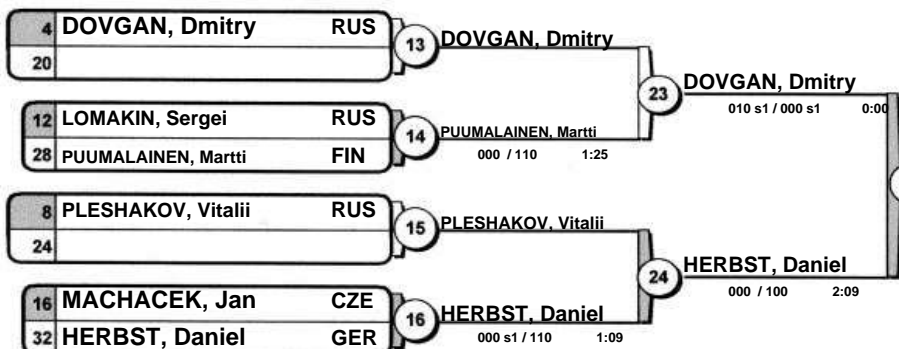 4 DOVGAN, Dmitry RUS
20
13 DOVGAN, Dmitry
12 LOMAKIN, Sergei RUS
28 PUUMALAINEN, Martti FIN
14 PUUMALAINEN, Martti
000 / 110 1:25
23 DOVGAN, Dmitry
010 s1 / 000 s1 0:00
8 PLESHAKOV, Vitalii RUS
24
15 PLESHAKOV, Vitalii
16 MACHACEK, Jan CZE
32 HERBST, Daniel GER
16 HERBST, Daniel
000 s1 / 110 1:09
24 HERBST, Daniel
000 / 100 2:09